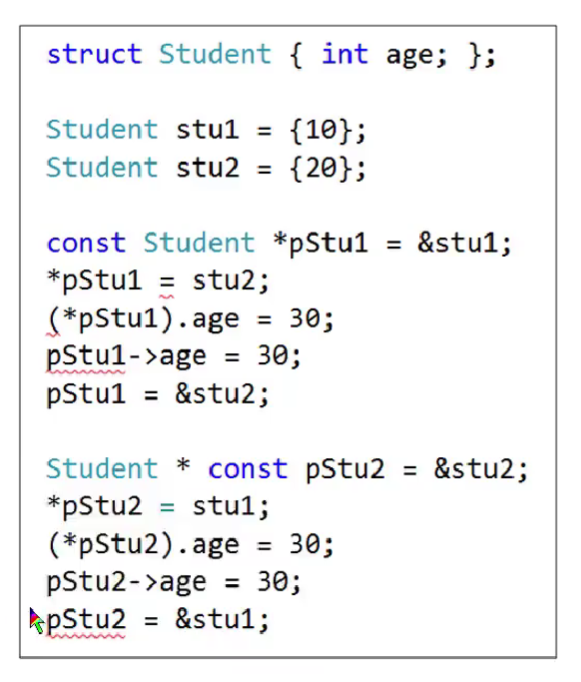 struct Student { int age; };
Student stu1 = {10};
Student stu2 = {20};
const Student *pStu1 = &stu1;
*pStu1 = stu2;
(*pStu1).age = 30;
pStu1->age = 30;
pStu1 = &stu2;
Student * const pStu2 = &stu2;
*pStu2 = stu1;
(*pStu2).age = 30;
pStu2->age = 30;
pStu2 = &stu1;